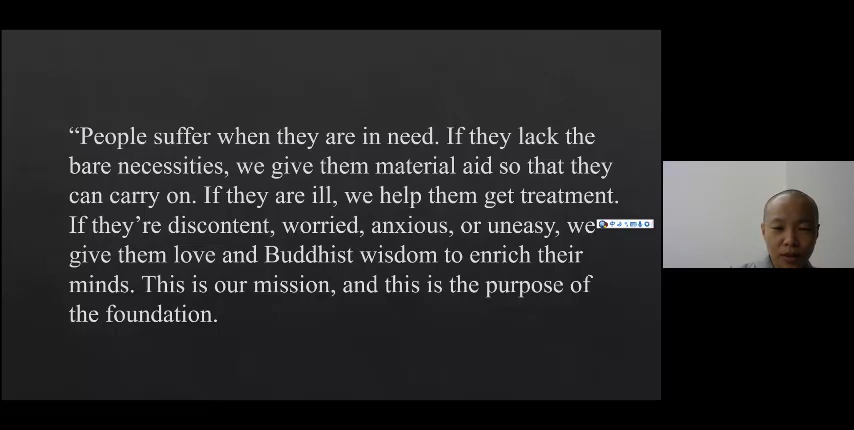 “People suffer when they are in need. If they lack the
bare necessities, we give them material aid so that they
can carry on. If they are ill, we help them get treatment.
If they’re discontent, worried, anxious, or uneasy, we
give them love and Buddhist wisdom to enrich their
minds. This is our mission, and this is the purpose of
the foundation.